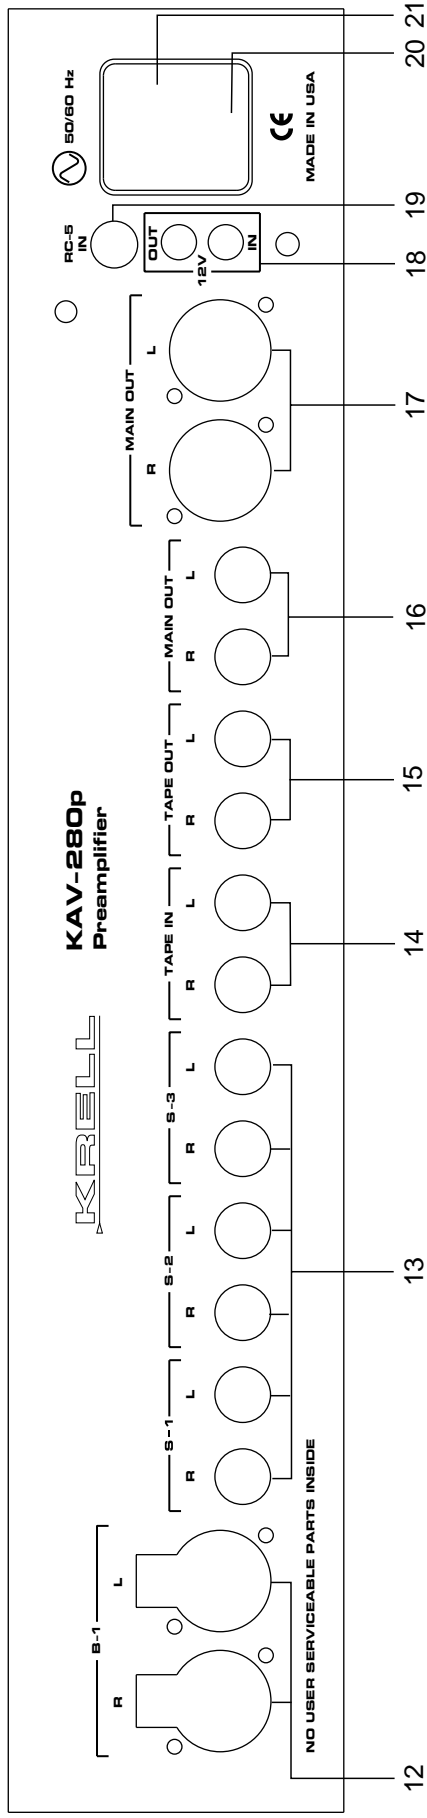 KRELL
KAV-280p
Preamplifier
B-1
R L
S-1
R L
S-2
R L
S-3
R L
TAPE IN
R L
TAPE OUT
R L
MAIN OUT
R L
MAIN OUT
R L
RC-5
IN
50/60 Hz
12V
OUT
IN
CE
MADE IN USA
NO USER SERVICEABLE PARTS INSIDE
12 13 14 15 16 17 18 19 20 21